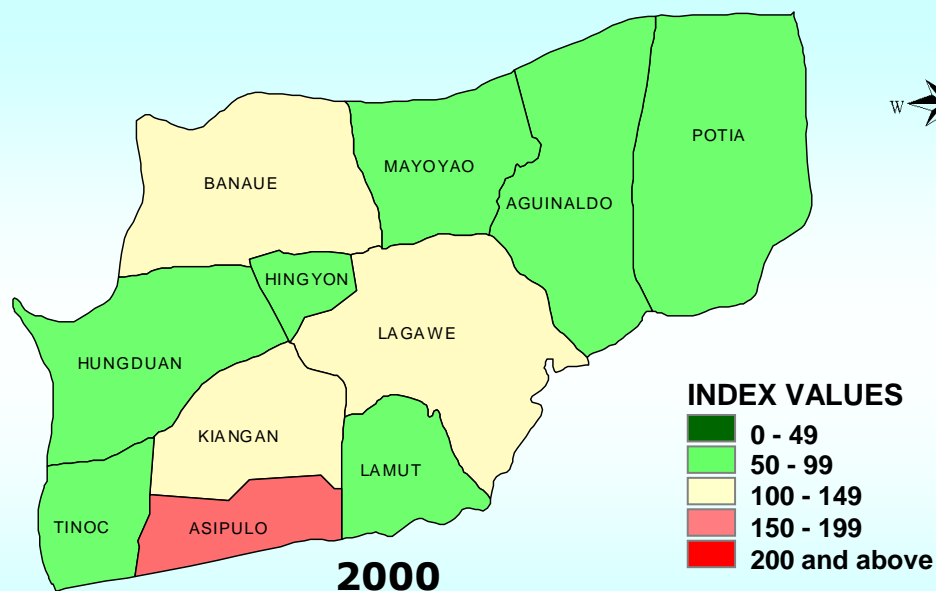 POTIA
W
MAYOYAO
BANAUE
AGUINALDO
HINGYON
LAGAWE
HUNGDUAN
KIANGAN
LAMUT
TINOC
ASIPULO
INDEX VALUES
0 - 49
50 - 99
100 - 149
150 - 199
200 and above
2000